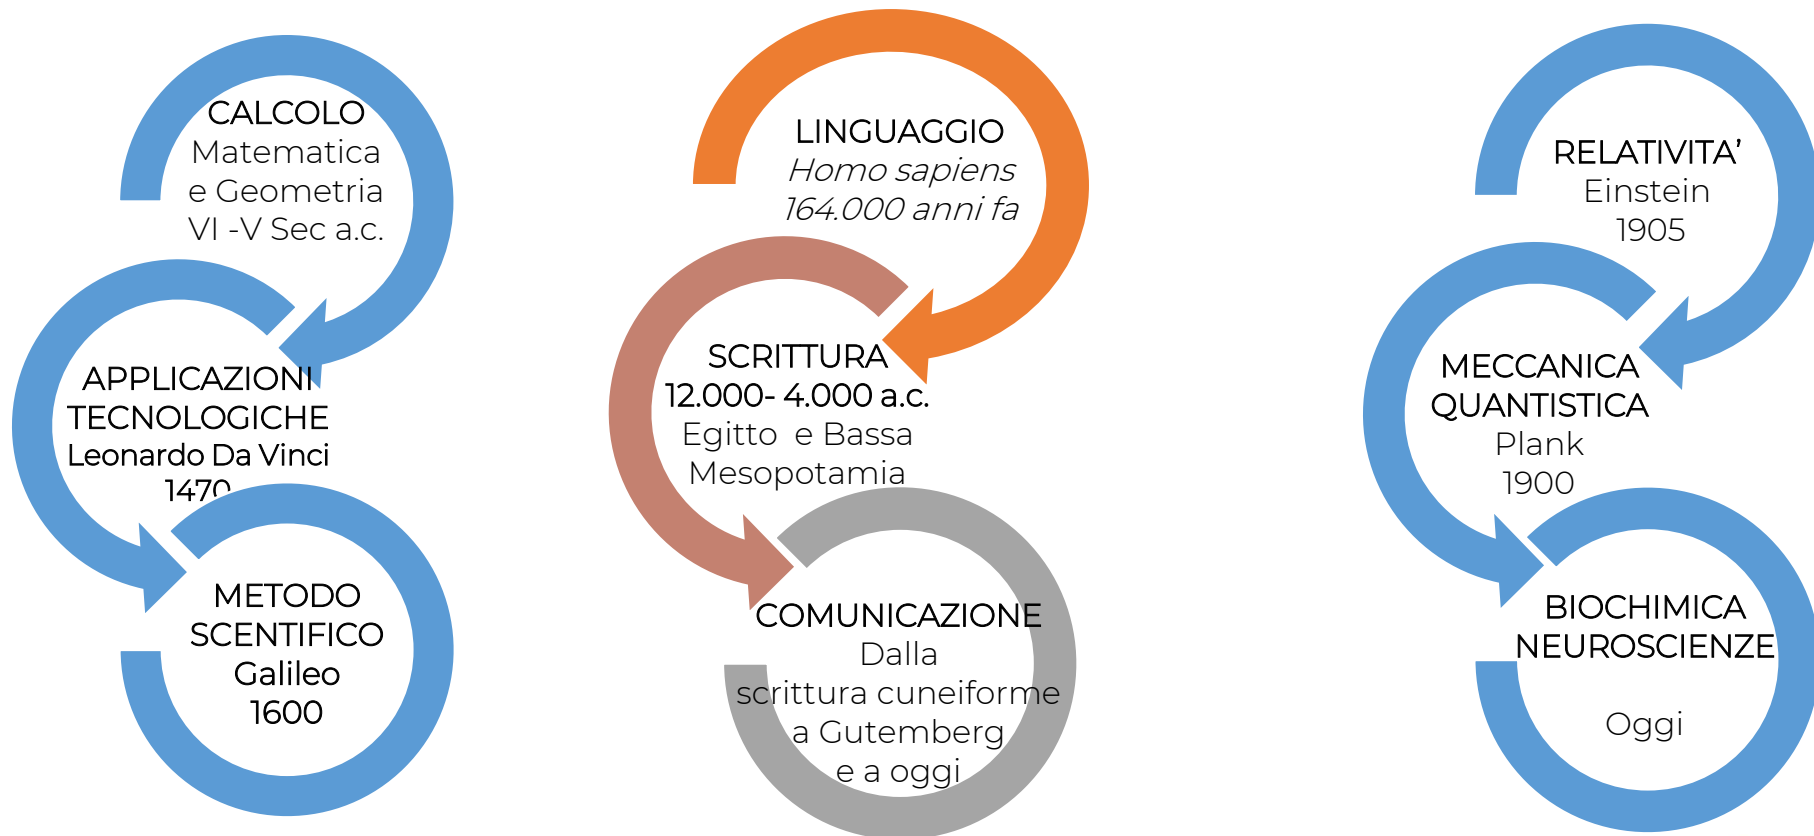 CALCOLO
Matematica
e Geometria
VI -V Sec a.c.
APPLICAZIONI
TECNOLOGICHE
Leonardo Da Vinci
1470
METODO
SCENTIFICO
Galileo
1600
LINGUAGGIO
Homo sapiens
164.000 anni fa
SCRITTURA
12.000- 4.000 a.c.
Egitto e Bassa
Mesopotamia
COMUNICAZIONE
Dalla
scrittura cuneiforme
a Gutemberg
e a oggi
RELATIVITA’
Einstein
1905
MECCANICA
QUANTISTICA
Plank
1900
BIOCHIMICA
NEUROSCIENZE
Oggi